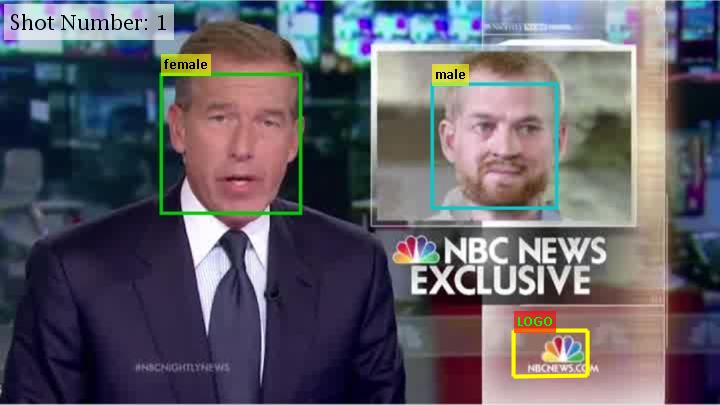 Shot Number: 1
female
male
NBC NEWS
EXCLUSIVE
LOGO
NBCNEWS.COM
#NBCNIGHTLYNEWS